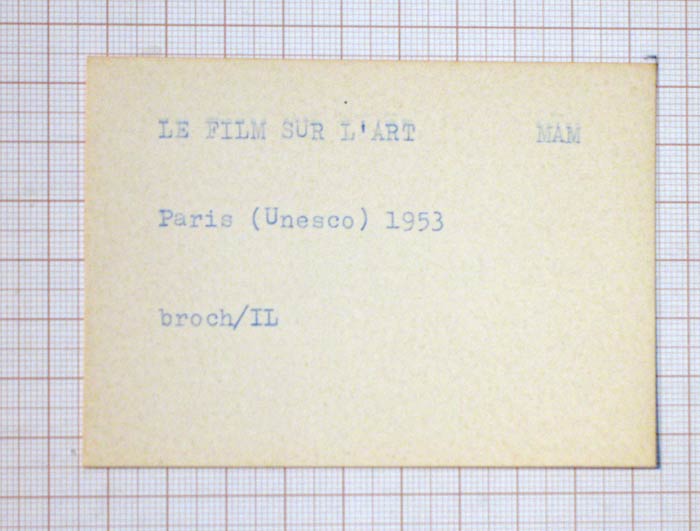 LE FILM SUR L'ART MAM
Paris (Unesco) 1953
broch/IL